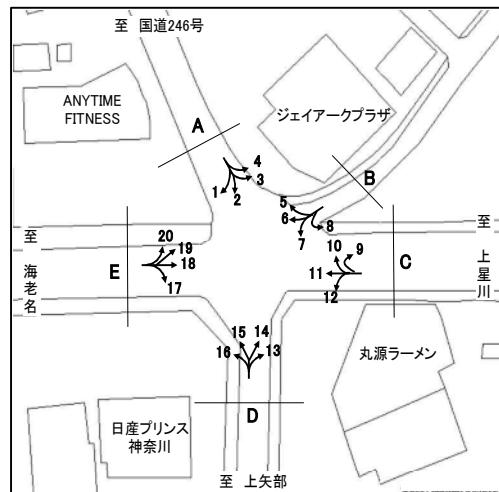 至 国道246号
ANYTIME
FITNESS
ジェイアークプラザ
A
B
4
3
1
2
5
6
7
8
至
海老名
E
20
19
18
17
10
9
11
12
C
至
上星川
15
14
16
13
D
丸源ラーメン
日産プリンス
神奈川
至 上矢部